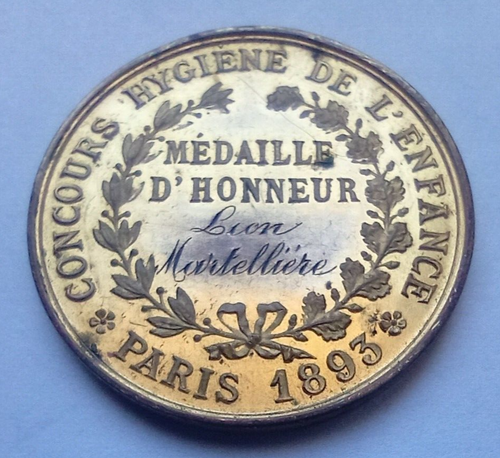 CONCOURS HYGIÈNE DE L'ENFANCE
MÉDAILLE
D'HONNEUR
Léon
Martellière
PARIS 1893